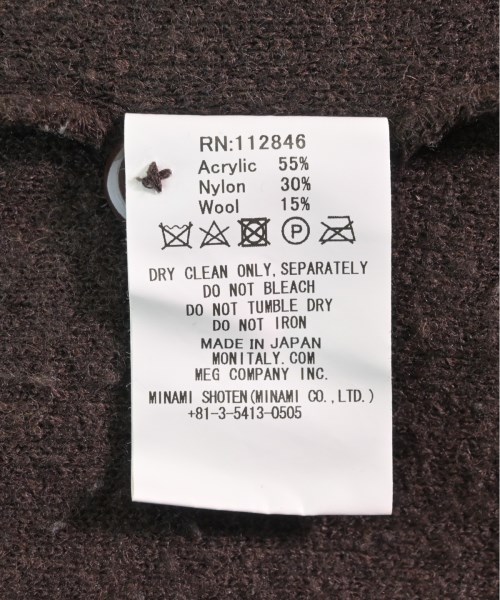 RN:112846
Acrylic 55%
Nylon 30%
Wool 15%
P
DRY CLEAN ONLY, SEPARATELY
DO NOT BLEACH
DO NOT TUMBLE DRY
DO NOT IRON
MADE IN JAPAN
MONITALY.COM
MEG COMPANY INC.
MINAMI SHOTEN(MINAMI CO.,LTD.)
+81-3-5413-0505